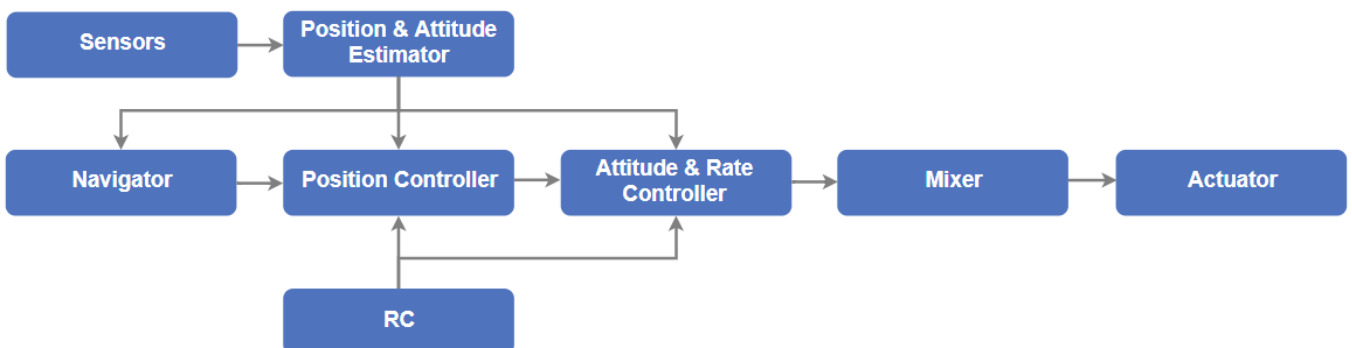 Sensors
Position & Attitude
Estimator
Navigator
Position Controller
Attitude & Rate
Controller
Mixer
Actuator
RC